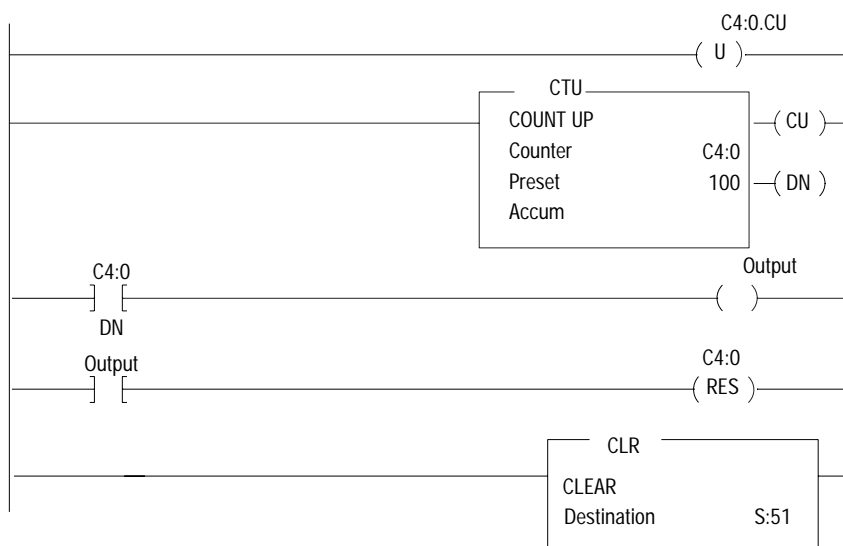 C4:0.CU
( U )
CTU
COUNT UP
Counter C4:0
Preset 100
Accum
( CU )
( DN )
C4:0
] [
DN
Output
( )
Output
] [
C4:0
( RES )
CLR
CLEAR
Destination S:51